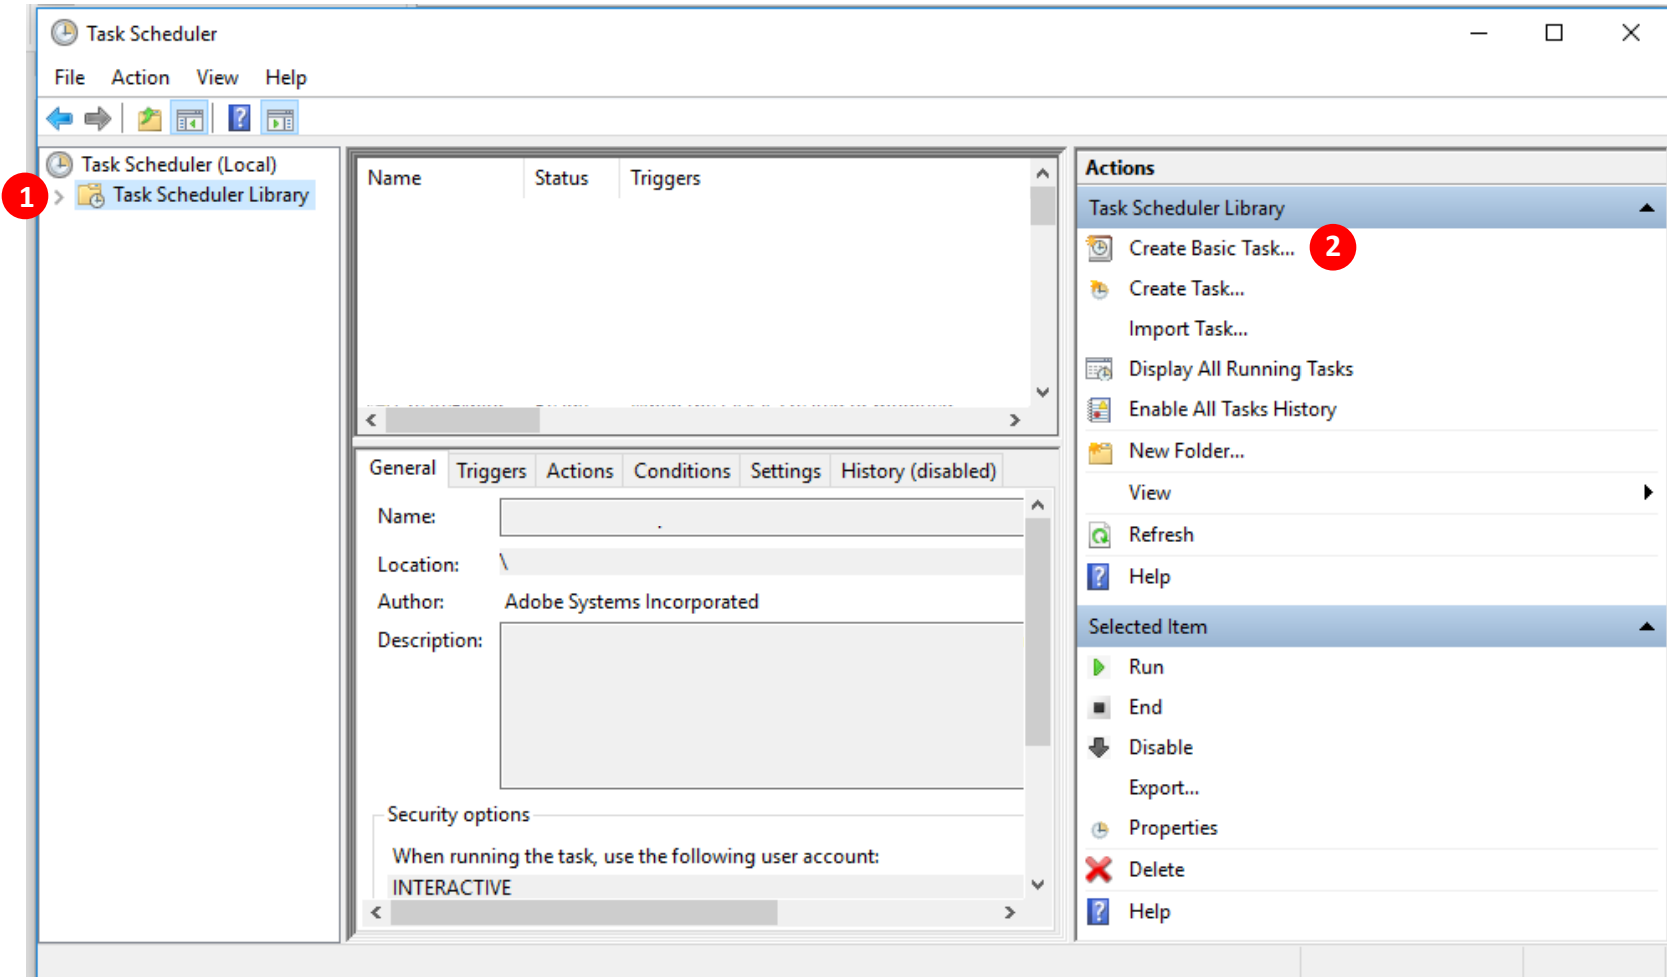 Task Scheduler
File Action View Help
Task Scheduler (Local)
1 Task Scheduler Library
Name Status Triggers
General Triggers Actions Conditions Settings History (disabled)
Name:
Location: \
Author: Adobe Systems Incorporated
Description:
Security options
When running the task, use the following user account:
INTERACTIVE
Actions
Task Scheduler Library
Create Basic Task... 2
Create Task...
Import Task...
Display All Running Tasks
Enable All Tasks History
New Folder...
View
Refresh
? Help
Selected Item
Run
End
Disable
Export...
Properties
Delete
? Help